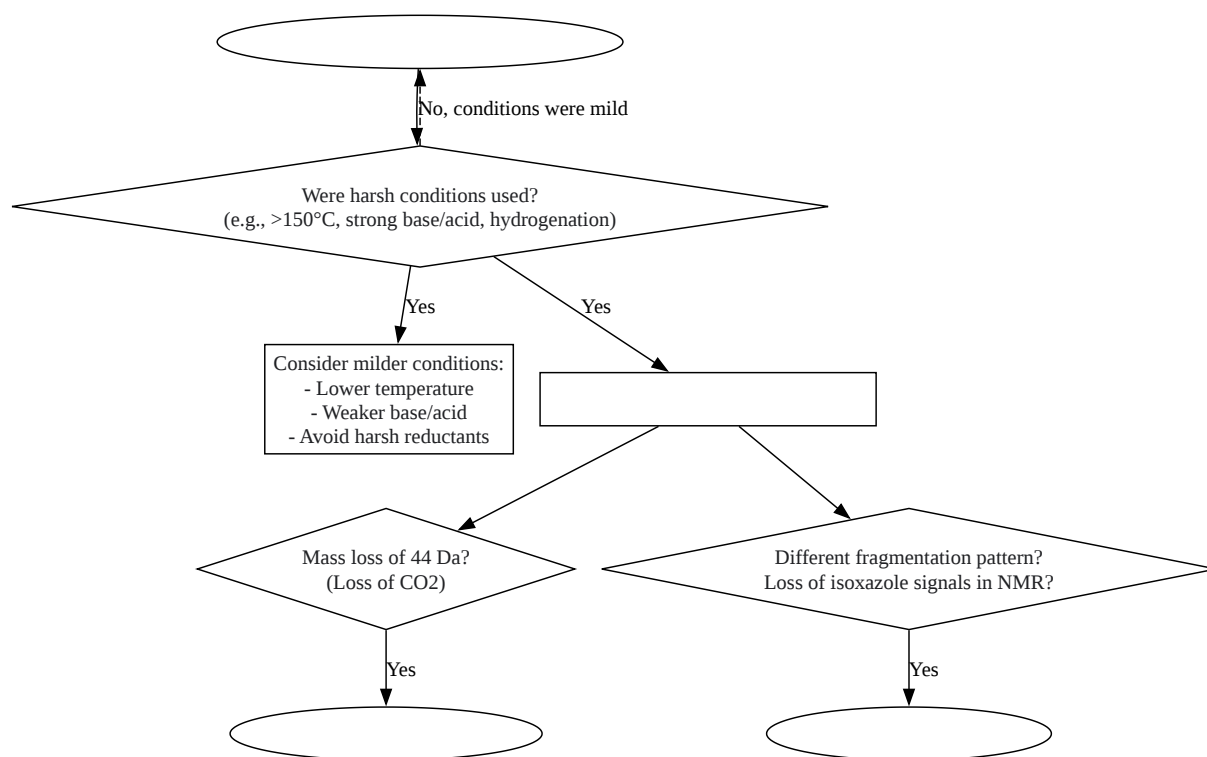 No, conditions were mild
Were harsh conditions used?
(e.g., >150°C, strong base/acid, hydrogenation)
Yes
Yes
Consider milder conditions:
- Lower temperature
- Weaker base/acid
- Avoid harsh reductants
Mass loss of 44 Da?
(Loss of CO2)
Different fragmentation pattern?
Loss of isoxazole signals in NMR?
Yes
Yes